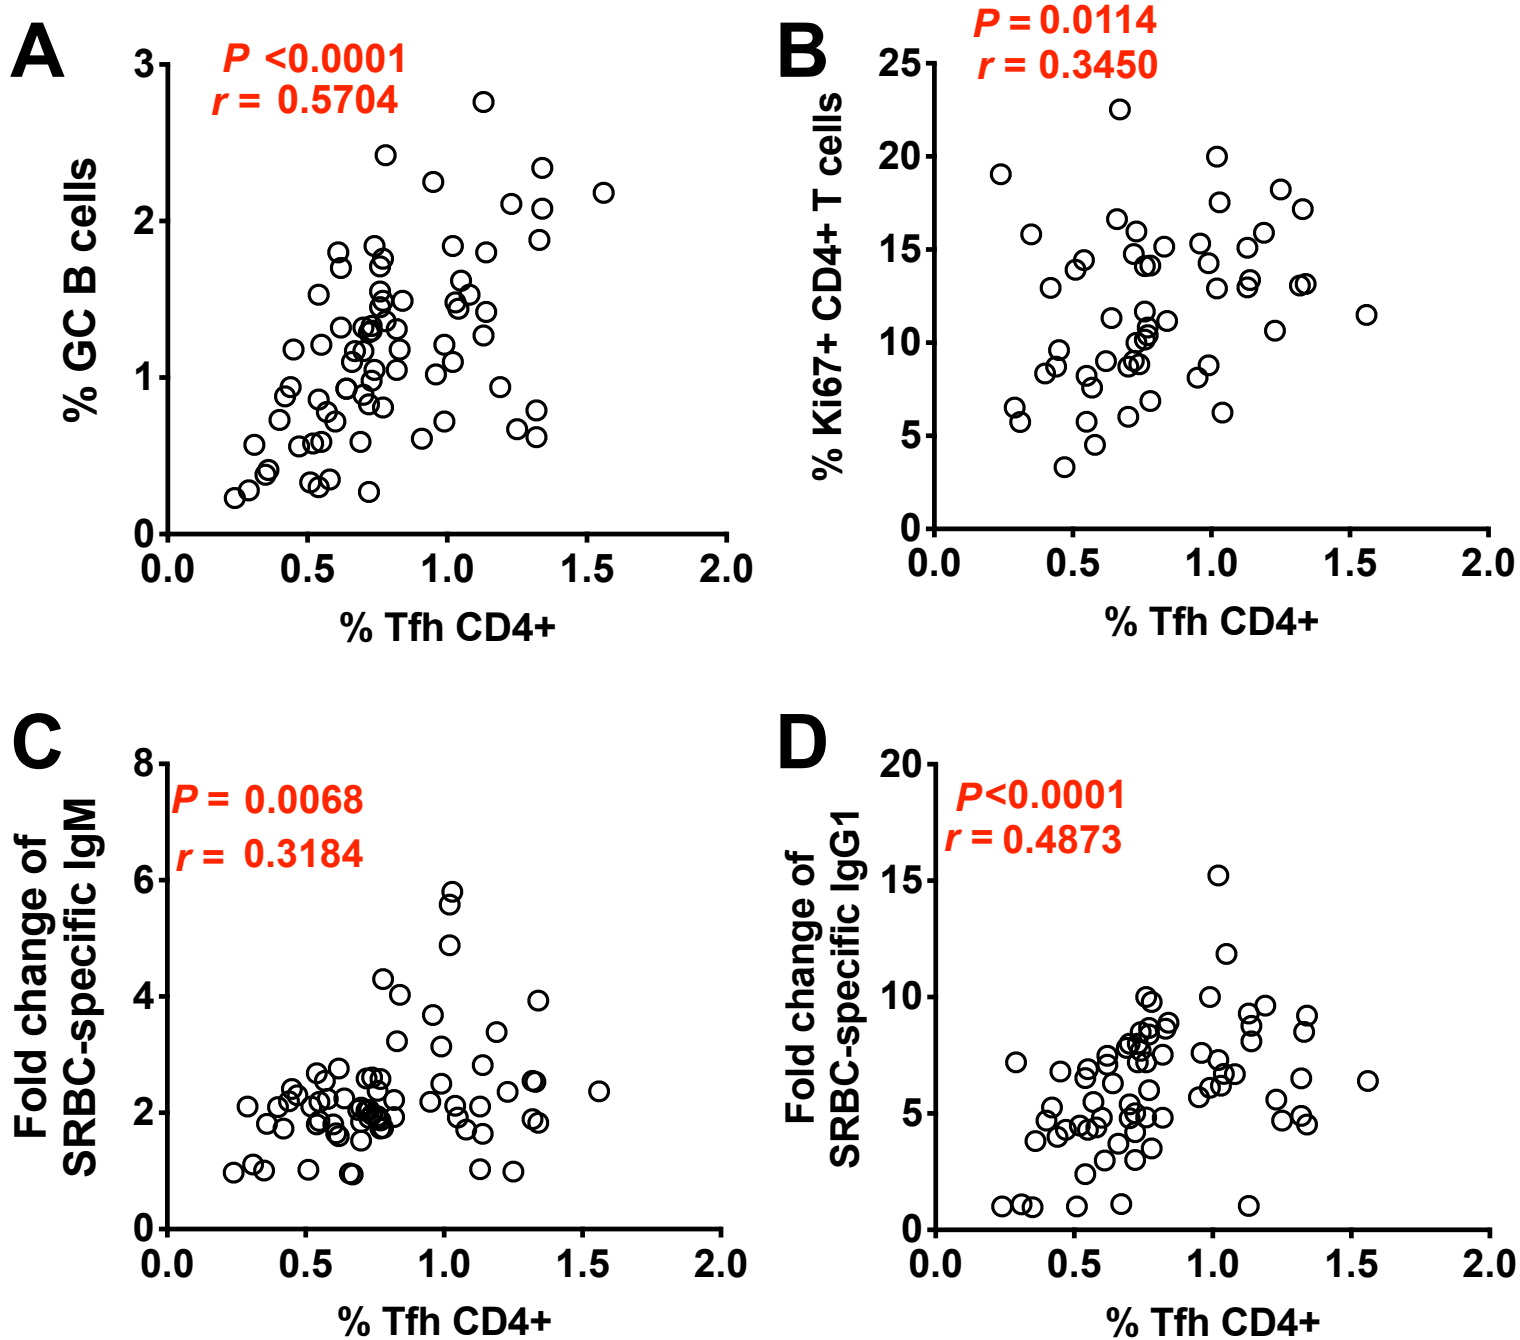 A
P <0.0001
r = 0.5704
% GC B cells
3
2
1
0
0.0 0.5 1.0 1.5 2.0
% Tfh CD4+
B
P = 0.0114
r = 0.3450
% Ki67+ CD4+ T cells
25
20
15
10
5
0
0.0 0.5 1.0 1.5 2.0
% Tfh CD4+
C
P = 0.0068
r = 0.3184
Fold change of
SRBC-specific IgM
8
6
4
2
0
0.0 0.5 1.0 1.5 2.0
% Tfh CD4+
D
P<0.0001
r = 0.4873
Fold change of
SRBC-specific IgG1
20
15
10
5
0
0.0 0.5 1.0 1.5 2.0
% Tfh CD4+